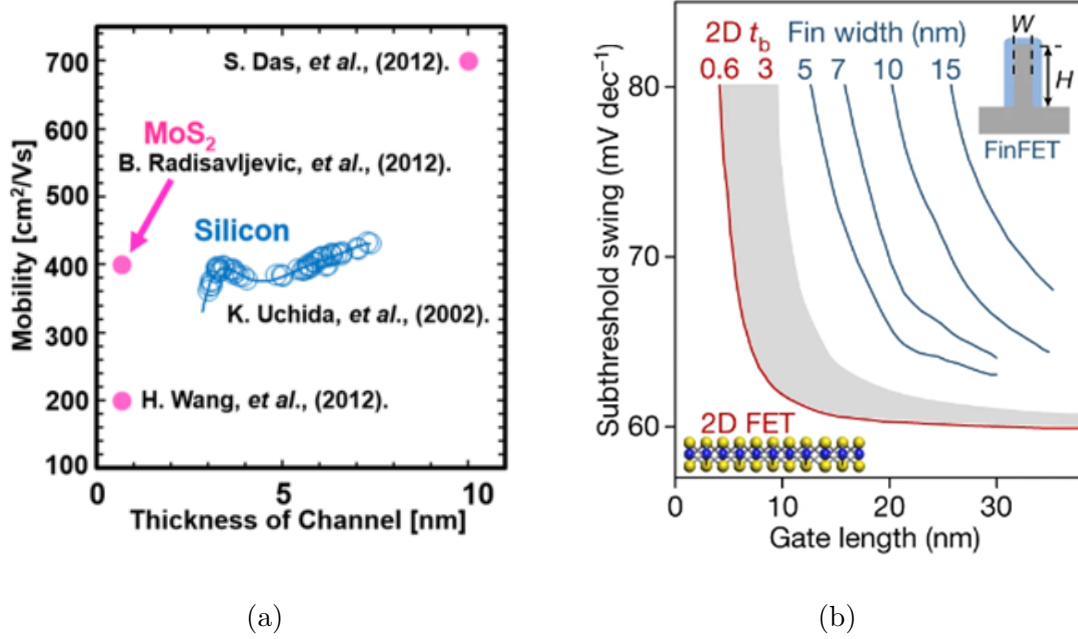 Mobility [cm²/Vs]
700
600
500
400
300
200
100
S. Das, et al., (2012).
MoS₂
B. Radisavljevic, et al., (2012).
Silicon
K. Uchida, et al., (2002).
H. Wang, et al., (2012).
0
5
10
Thickness of Channel [nm]
(a)
Subthreshold swing (mV dec⁻¹)
80
70
60
2D tb Fin width (nm)
0.6 3 5 7 10 15
W
H
FinFET
2D FET
0 10 20 30
Gate length (nm)
(b)